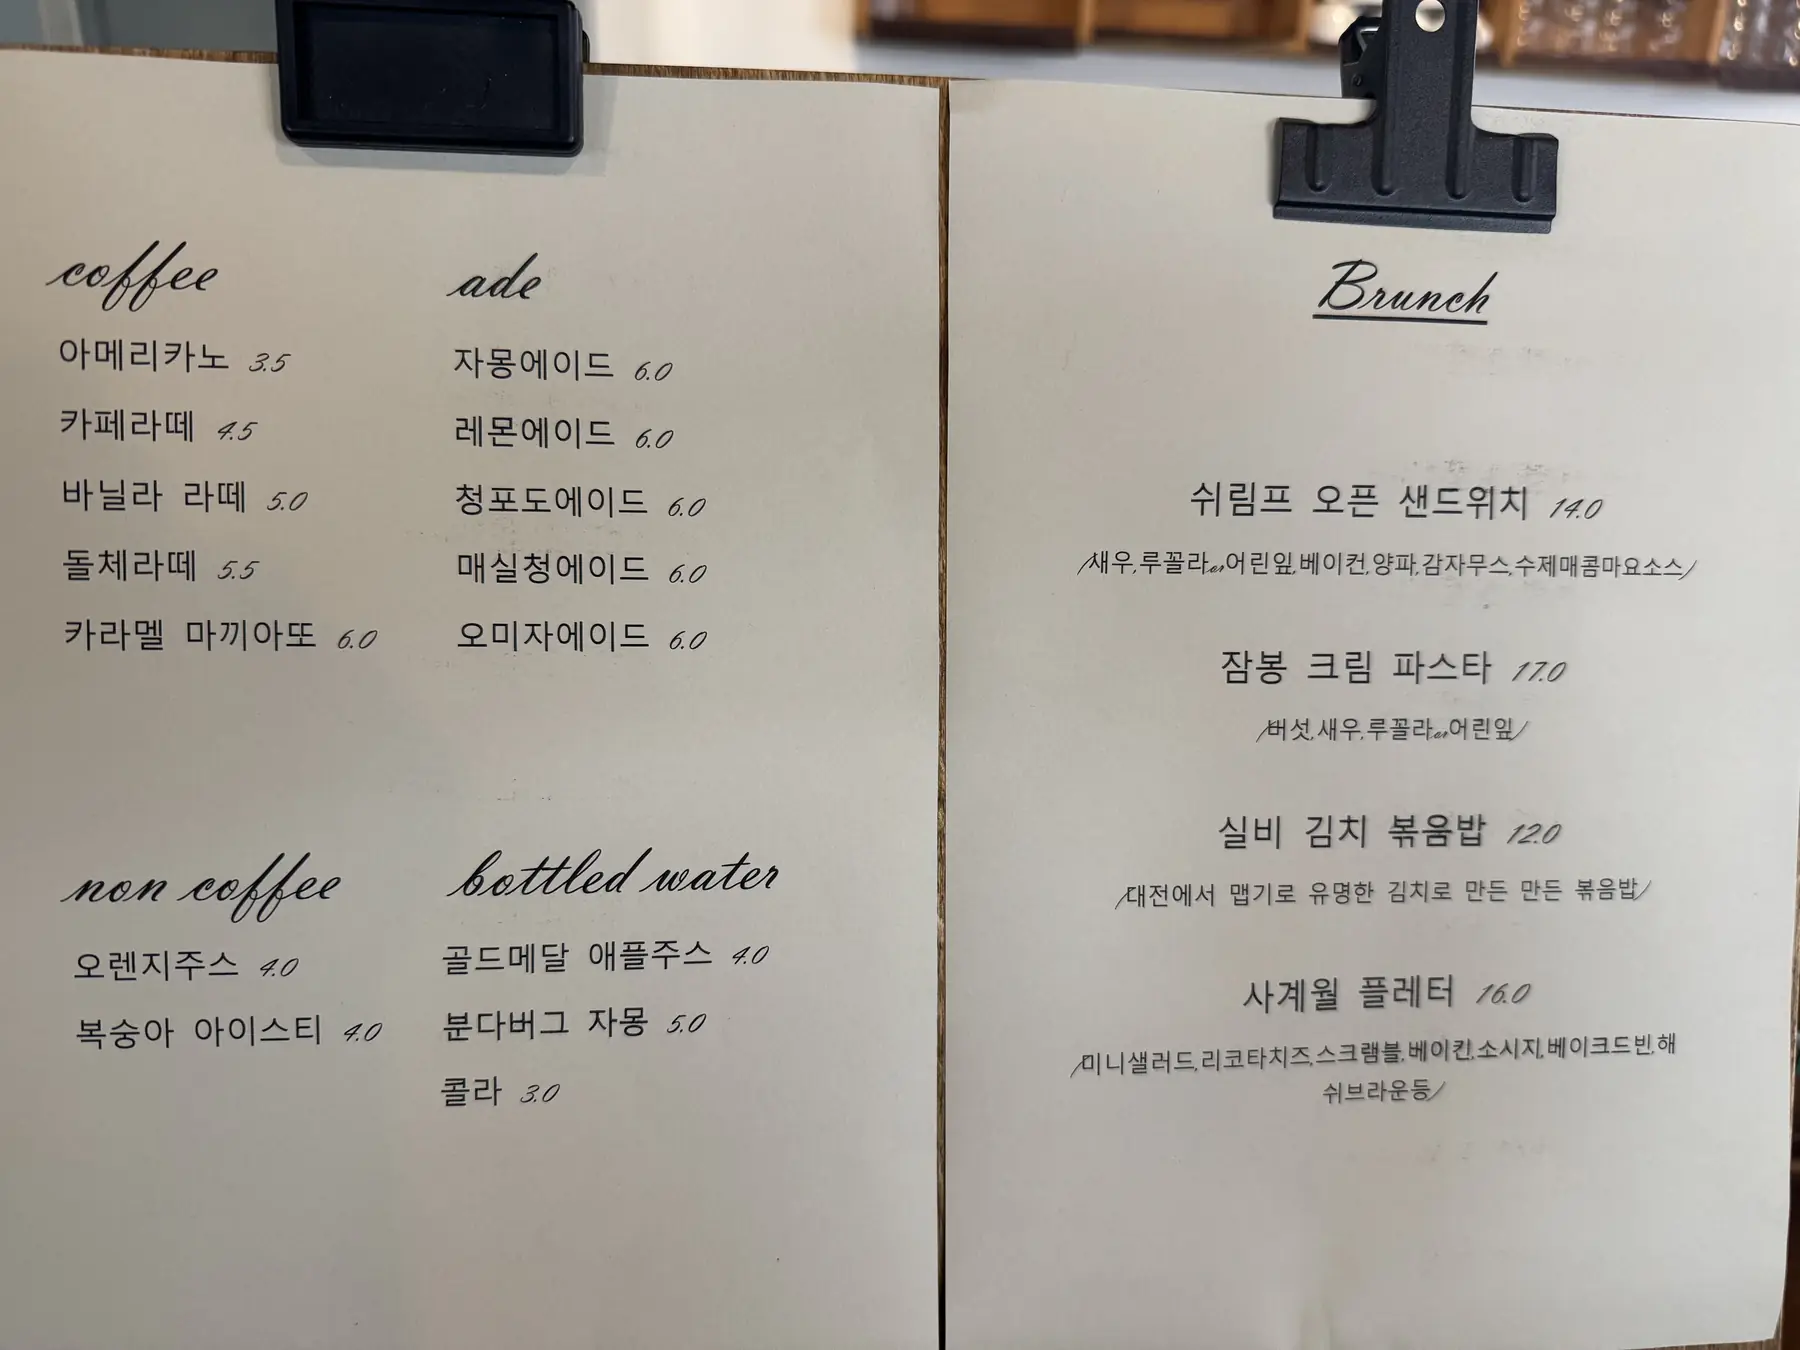 coffee
아메리카노 3.5
카페라떼 4.5
바닐라 라떼 5.0
돌체라떼 5.5
카라멜 마끼아또 6.0
ade
자몽에이드 6.0
레몬에이드 6.0
청포도에이드 6.0
매실청에이드 6.0
오미자에이드 6.0
non coffee
오렌지주스 4.0
복숭아 아이스티 4.0
bottled water
골드메달 애플주스 4.0
분다버그 자몽 5.0
콜라 3.0
Brunch
쉬림프 오픈 샌드위치 14.0
/새우,루꼴라or어린잎,베이컨,양파,감자무스,수제매콤마요소스/
잠봉 크림 파스타 17.0
/버섯,새우,루꼴라or어린잎/
실비 김치 볶음밥 12.0
/대전에서 맵기로 유명한 김치로 만든 만든 볶음밥/
사계월 플레터 16.0
/미니샐러드,리코타치즈,스크램블,베이킨,소시지,베이크드빈,해
쉬브라운등/